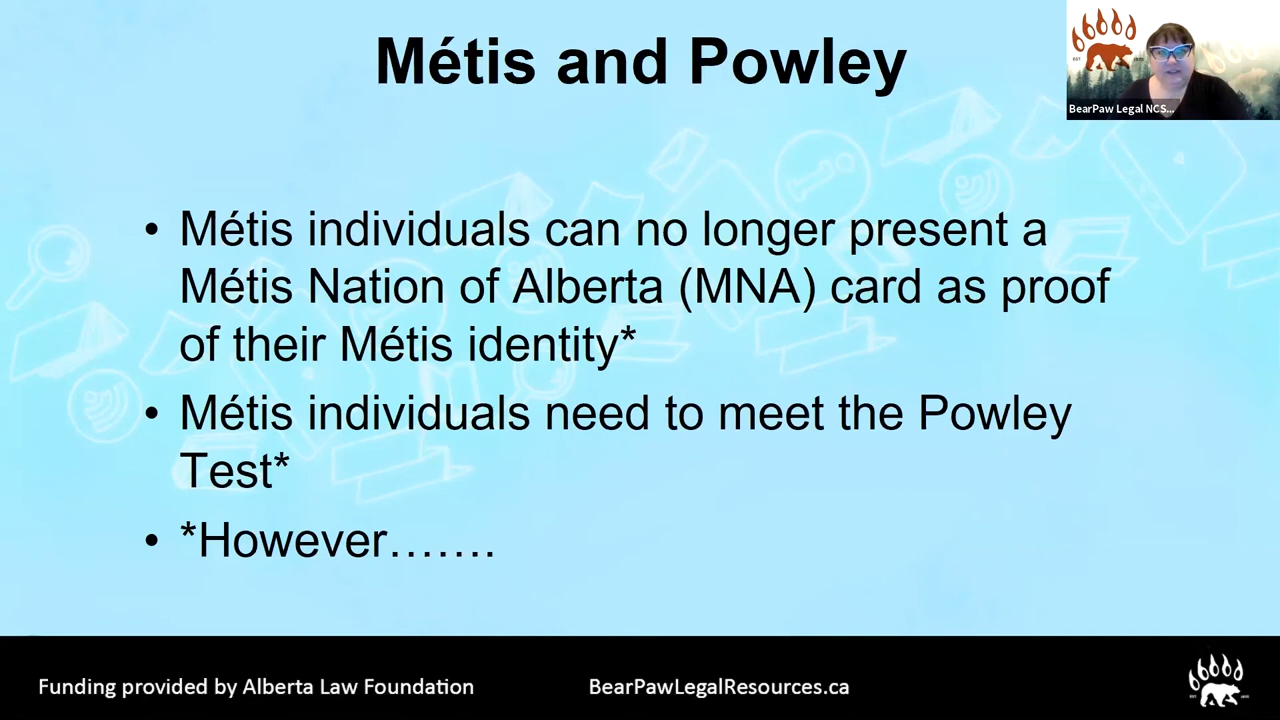 Métis and Powley
BearPaw Legal NCS...
• Métis individuals can no longer present a
Métis Nation of Alberta (MNA) card as proof
of their Métis identity*
• Métis individuals need to meet the Powley
Test*
• *However…….
Funding provided by Alberta Law Foundation
BearPawLegalResources.ca